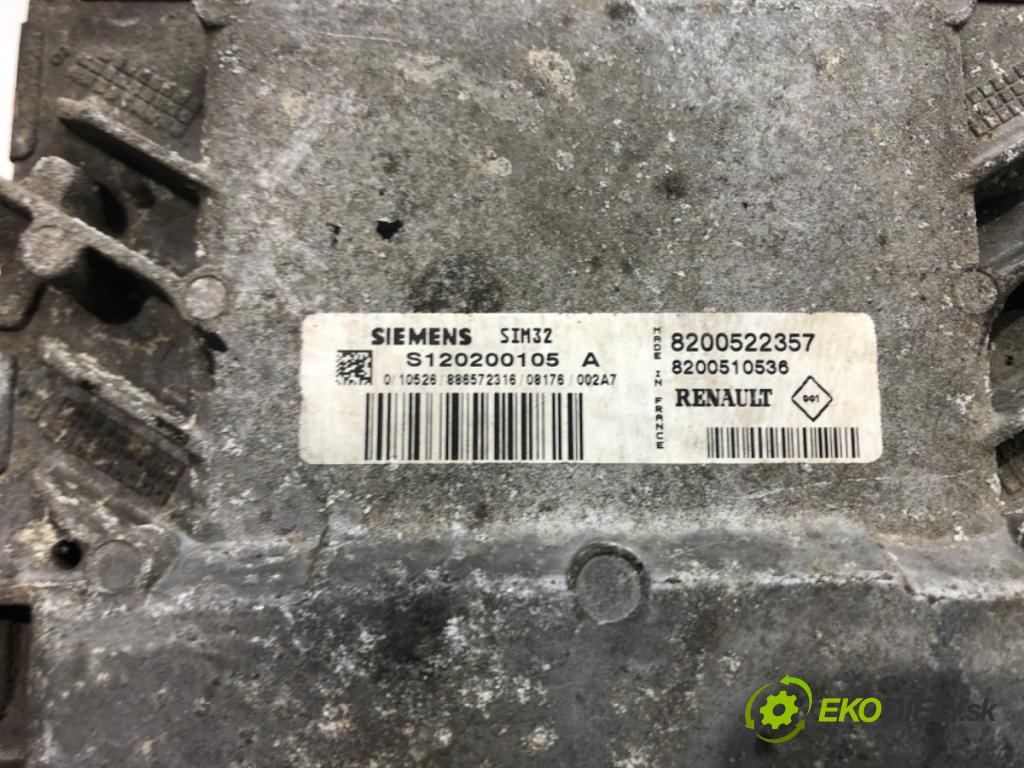 SIEMENS SIM32
S120200105 A
0/10526/886572316/08176/002A7
MADE IN FRANCE
8200522357
8200510536
RENAULT
001
EKODIELY.sk